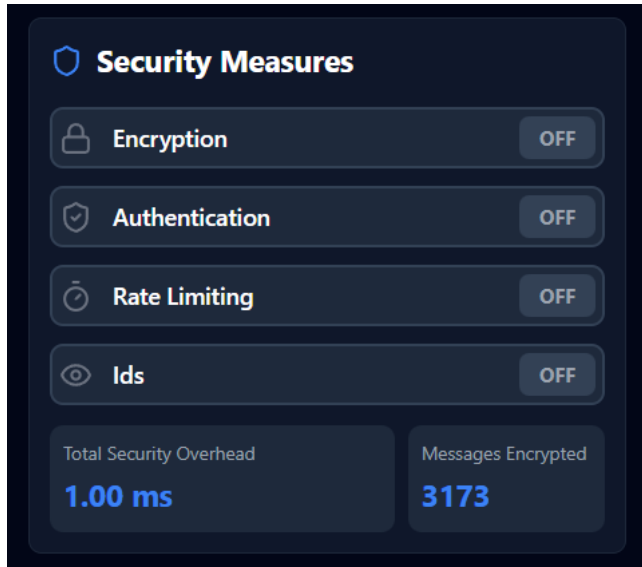 Security Measures
Encryption OFF
Authentication OFF
Rate Limiting OFF
Ids OFF
Total Security Overhead
1.00 ms
Messages Encrypted
3173